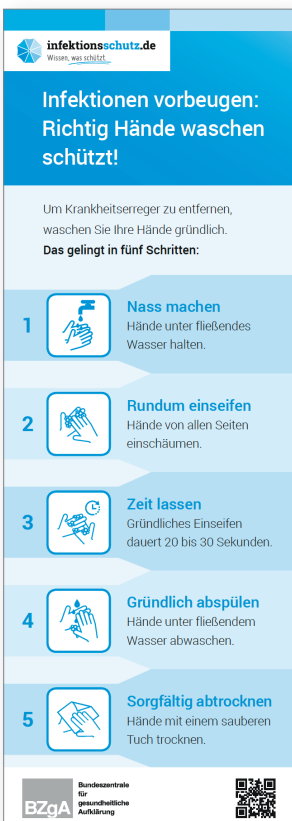 infektionsschutz.de
Wissen, was schützt.
Infektionen vorbeugen:
Richtig Hände waschen
schützt!
Um Krankheitserreger zu entfernen,
waschen Sie Ihre Hände gründlich.
Das gelingt in fünf Schritten:
1
Nass machen
Hände unter fließendes
Wasser halten.
2
Rundum einseifen
Hände von allen Seiten
einschäumen.
3
Zeit lassen
Gründliches Einseifen
dauert 20 bis 30 Sekunden.
4
Gründlich abspülen
Hände unter fließendem
Wasser abwaschen.
5
Sorgfältig abtrocknen
Hände mit einem sauberen
Tuch trocknen.
BZgA
Bundeszentrale
für
gesundheitliche
Aufklärung